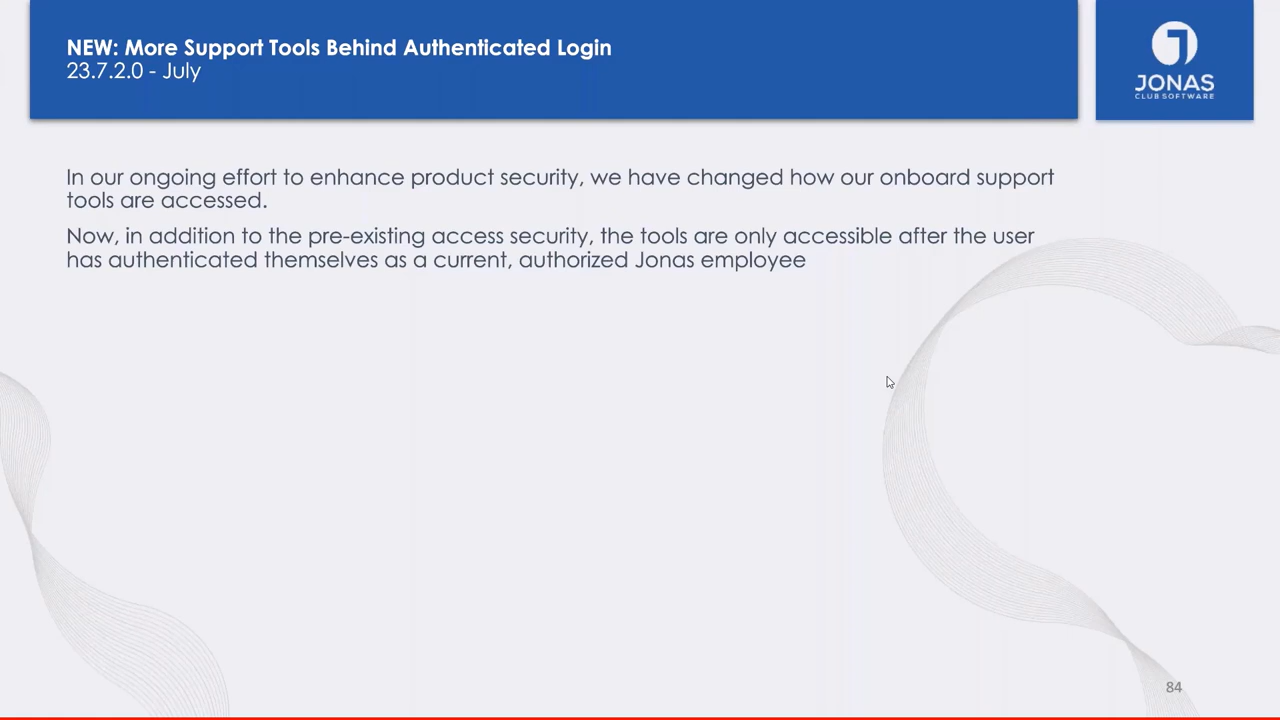 NEW: More Support Tools Behind Authenticated Login
23.7.2.0 - July
JONAS
CLUB SOFTWARE
In our ongoing effort to enhance product security, we have changed how our onboard support
tools are accessed.
Now, in addition to the pre-existing access security, the tools are only accessible after the user
has authenticated themselves as a current, authorized Jonas employee
84